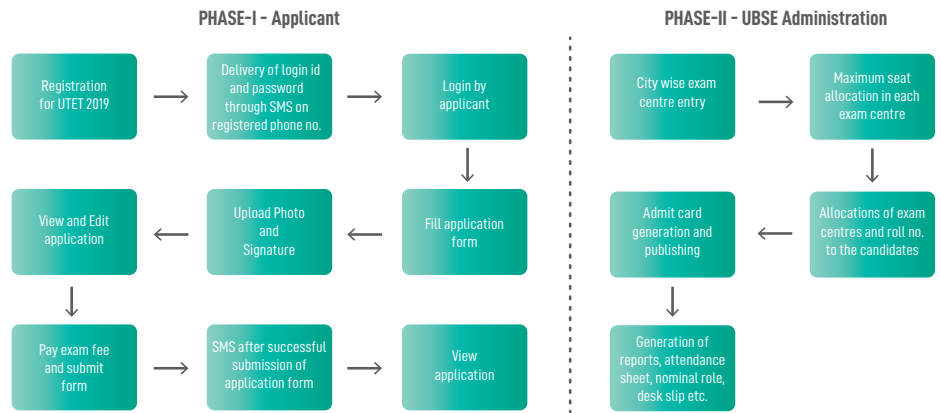 PHASE-I - Applicant
Registration
for UTET 2019
Delivery of login id
and password
through SMS on
registered phone no.
Login by
applicant
View and Edit
application
Upload Photo
and
Signature
Fill application
form
Pay exam fee
and submit
form
SMS after successful
submission of
application form
View
application
PHASE-II - UBSE Administration
City wise exam
centre entry
Maximum seat
allocation in each
exam centre
Admit card
generation and
publishing
Allocations of exam
centres and roll no.
to the candidates
Generation of
reports, attendance
sheet, nominal role,
desk slip etc.